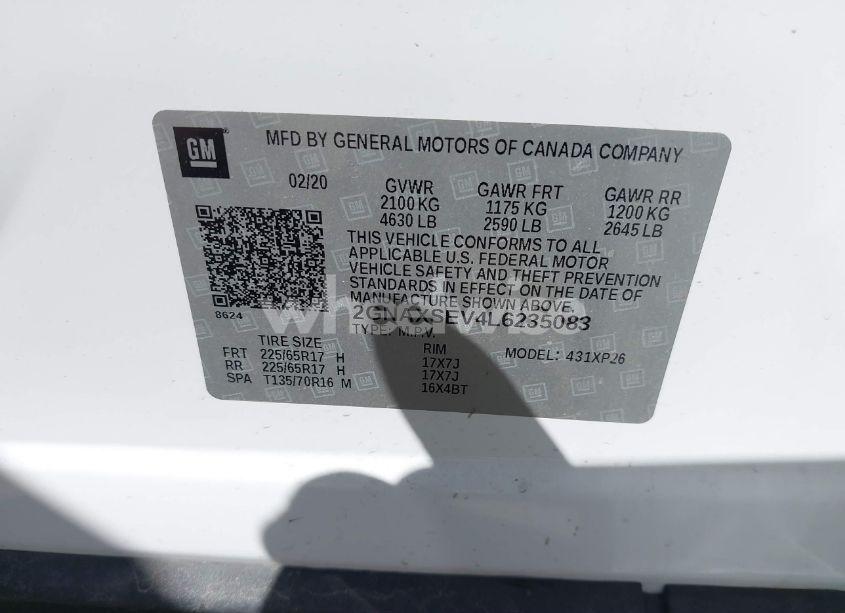 GM
MFD BY GENERAL MOTORS OF CANADA COMPANY
02/20
GVWR
2100 KG
4630 LB
GAWR FRT
1175 KG
2590 LB
GAWR RR
1200 KG
2645 LB
THIS VEHICLE CONFORMS TO ALL
APPLICABLE U.S. FEDERAL MOTOR
VEHICLE SAFETY AND THEFT PREVENTION
STANDARDS IN EFFECT ON THE DATE OF
MANUFACTURE SHOWN ABOVE.
8624
2GNAXSEV4L6235083
TYPE: M.P.V.
MODEL: 431XP26
TIRE SIZE RIM
FRT 225/65R17 H 17X7J
RR 225/65R17 H 17X7J
SPA T135/70R16 M 16X4BT